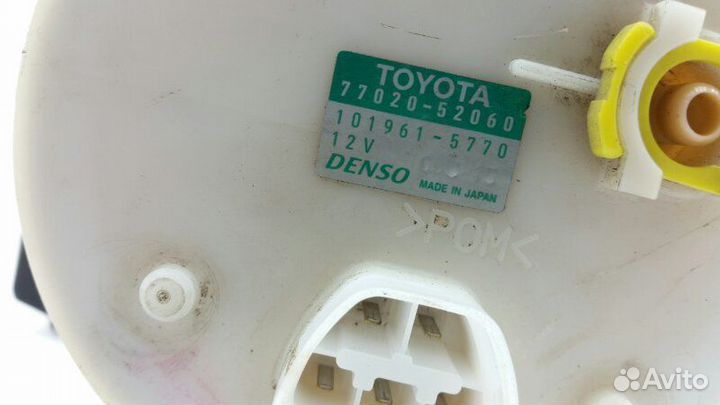 TOYOTA
77020-52060
101961-5770
12V
DENSO MADE IN JAPAN
>POM<
Avito